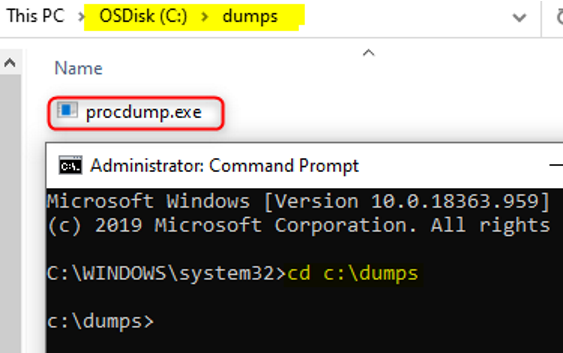 This PC > OSDisk (C:) > dumps
Name
procdump.exe
C:\. Administrator: Command Prompt
Microsoft Windows [Version 10.0.18363.959]
(c) 2019 Microsoft Corporation. All rights
C:\WINDOWS\system32>cd c:\dumps
c:\dumps>